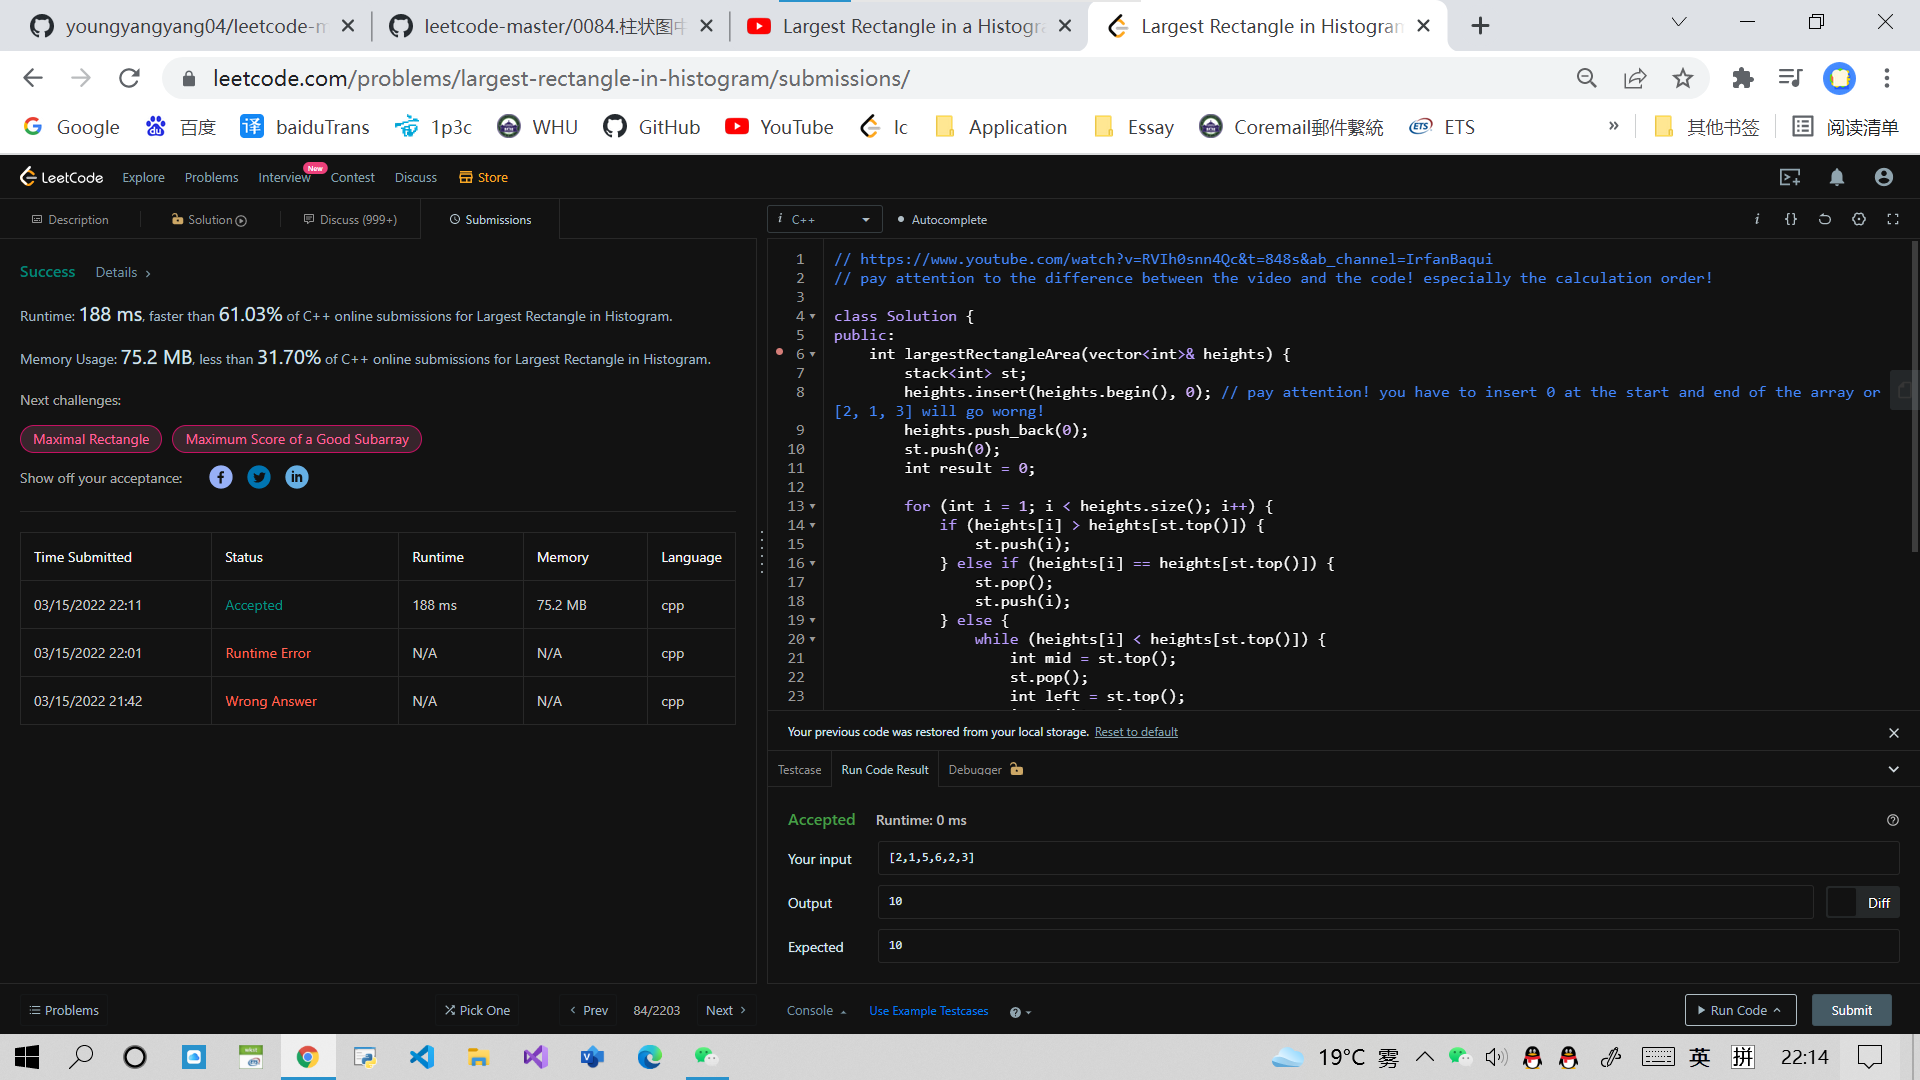 youngyangyang04/leetcode-m
leetcode-master/0084.柱状图中
Largest Rectangle in a Histogra
Largest Rectangle in Histogram
leetcode.com/problems/largest-rectangle-in-histogram/submissions/
Google
百度
译
baiduTrans
1p3c
WHU
GitHub
YouTube
lc
Application
Essay
Coremail郵件繫統
ETS
ETS
»
其他书签
阅读清单
LeetCode
Explore
Problems
Interview
New
Contest
Discuss
Store
Description
Solution
Discuss (999+)
Submissions
i C++
Autocomplete
i
{}
Success
Details
Runtime: 188 ms, faster than 61.03% of C++ online submissions for Largest Rectangle in Histogram.
Memory Usage: 75.2 MB, less than 31.70% of C++ online submissions for Largest Rectangle in Histogram.
Next challenges:
Maximal Rectangle
Maximum Score of a Good Subarray
Show off your acceptance:
Time Submitted Status Runtime Memory Language
03/15/2022 22:11 Accepted 188 ms 75.2 MB cpp
03/15/2022 22:01 Runtime Error N/A N/A cpp
03/15/2022 21:42 Wrong Answer N/A N/A cpp
1 // https://www.youtube.com/watch?v=RVIh0snn4Qc&t=848s&ab_channel=IrfanBaqui
2 // pay attention to the difference between the video and the code! especially the calculation order!
3
4 class Solution {
5 public:
6 int largestRectangleArea(vector<int>& heights) {
7 stack<int> st;
8 heights.insert(heights.begin(), 0); // pay attention! you have to insert 0 at the start and end of the array or
[2, 1, 3] will go worng!
9 heights.push_back(0);
10 st.push(0);
11 int result = 0;
12
13 for (int i = 1; i < heights.size(); i++) {
14 if (heights[i] > heights[st.top()]) {
15 st.push(i);
16 } else if (heights[i] == heights[st.top()]) {
17 st.pop();
18 st.push(i);
19 } else {
20 while (heights[i] < heights[st.top()]) {
21 int mid = st.top();
22 st.pop();
23 int left = st.top();
Your previous code was restored from your local storage. Reset to default
Testcase
Run Code Result
Debugger
Accepted
Runtime: 0 ms
Your input
[2,1,5,6,2,3]
Output
10
Diff
Expected
10
Problems
Pick One
Prev
84/2203
Next
Console
Use Example Testcases
Run Code
Submit
19°C 雾
英
拼
22:14